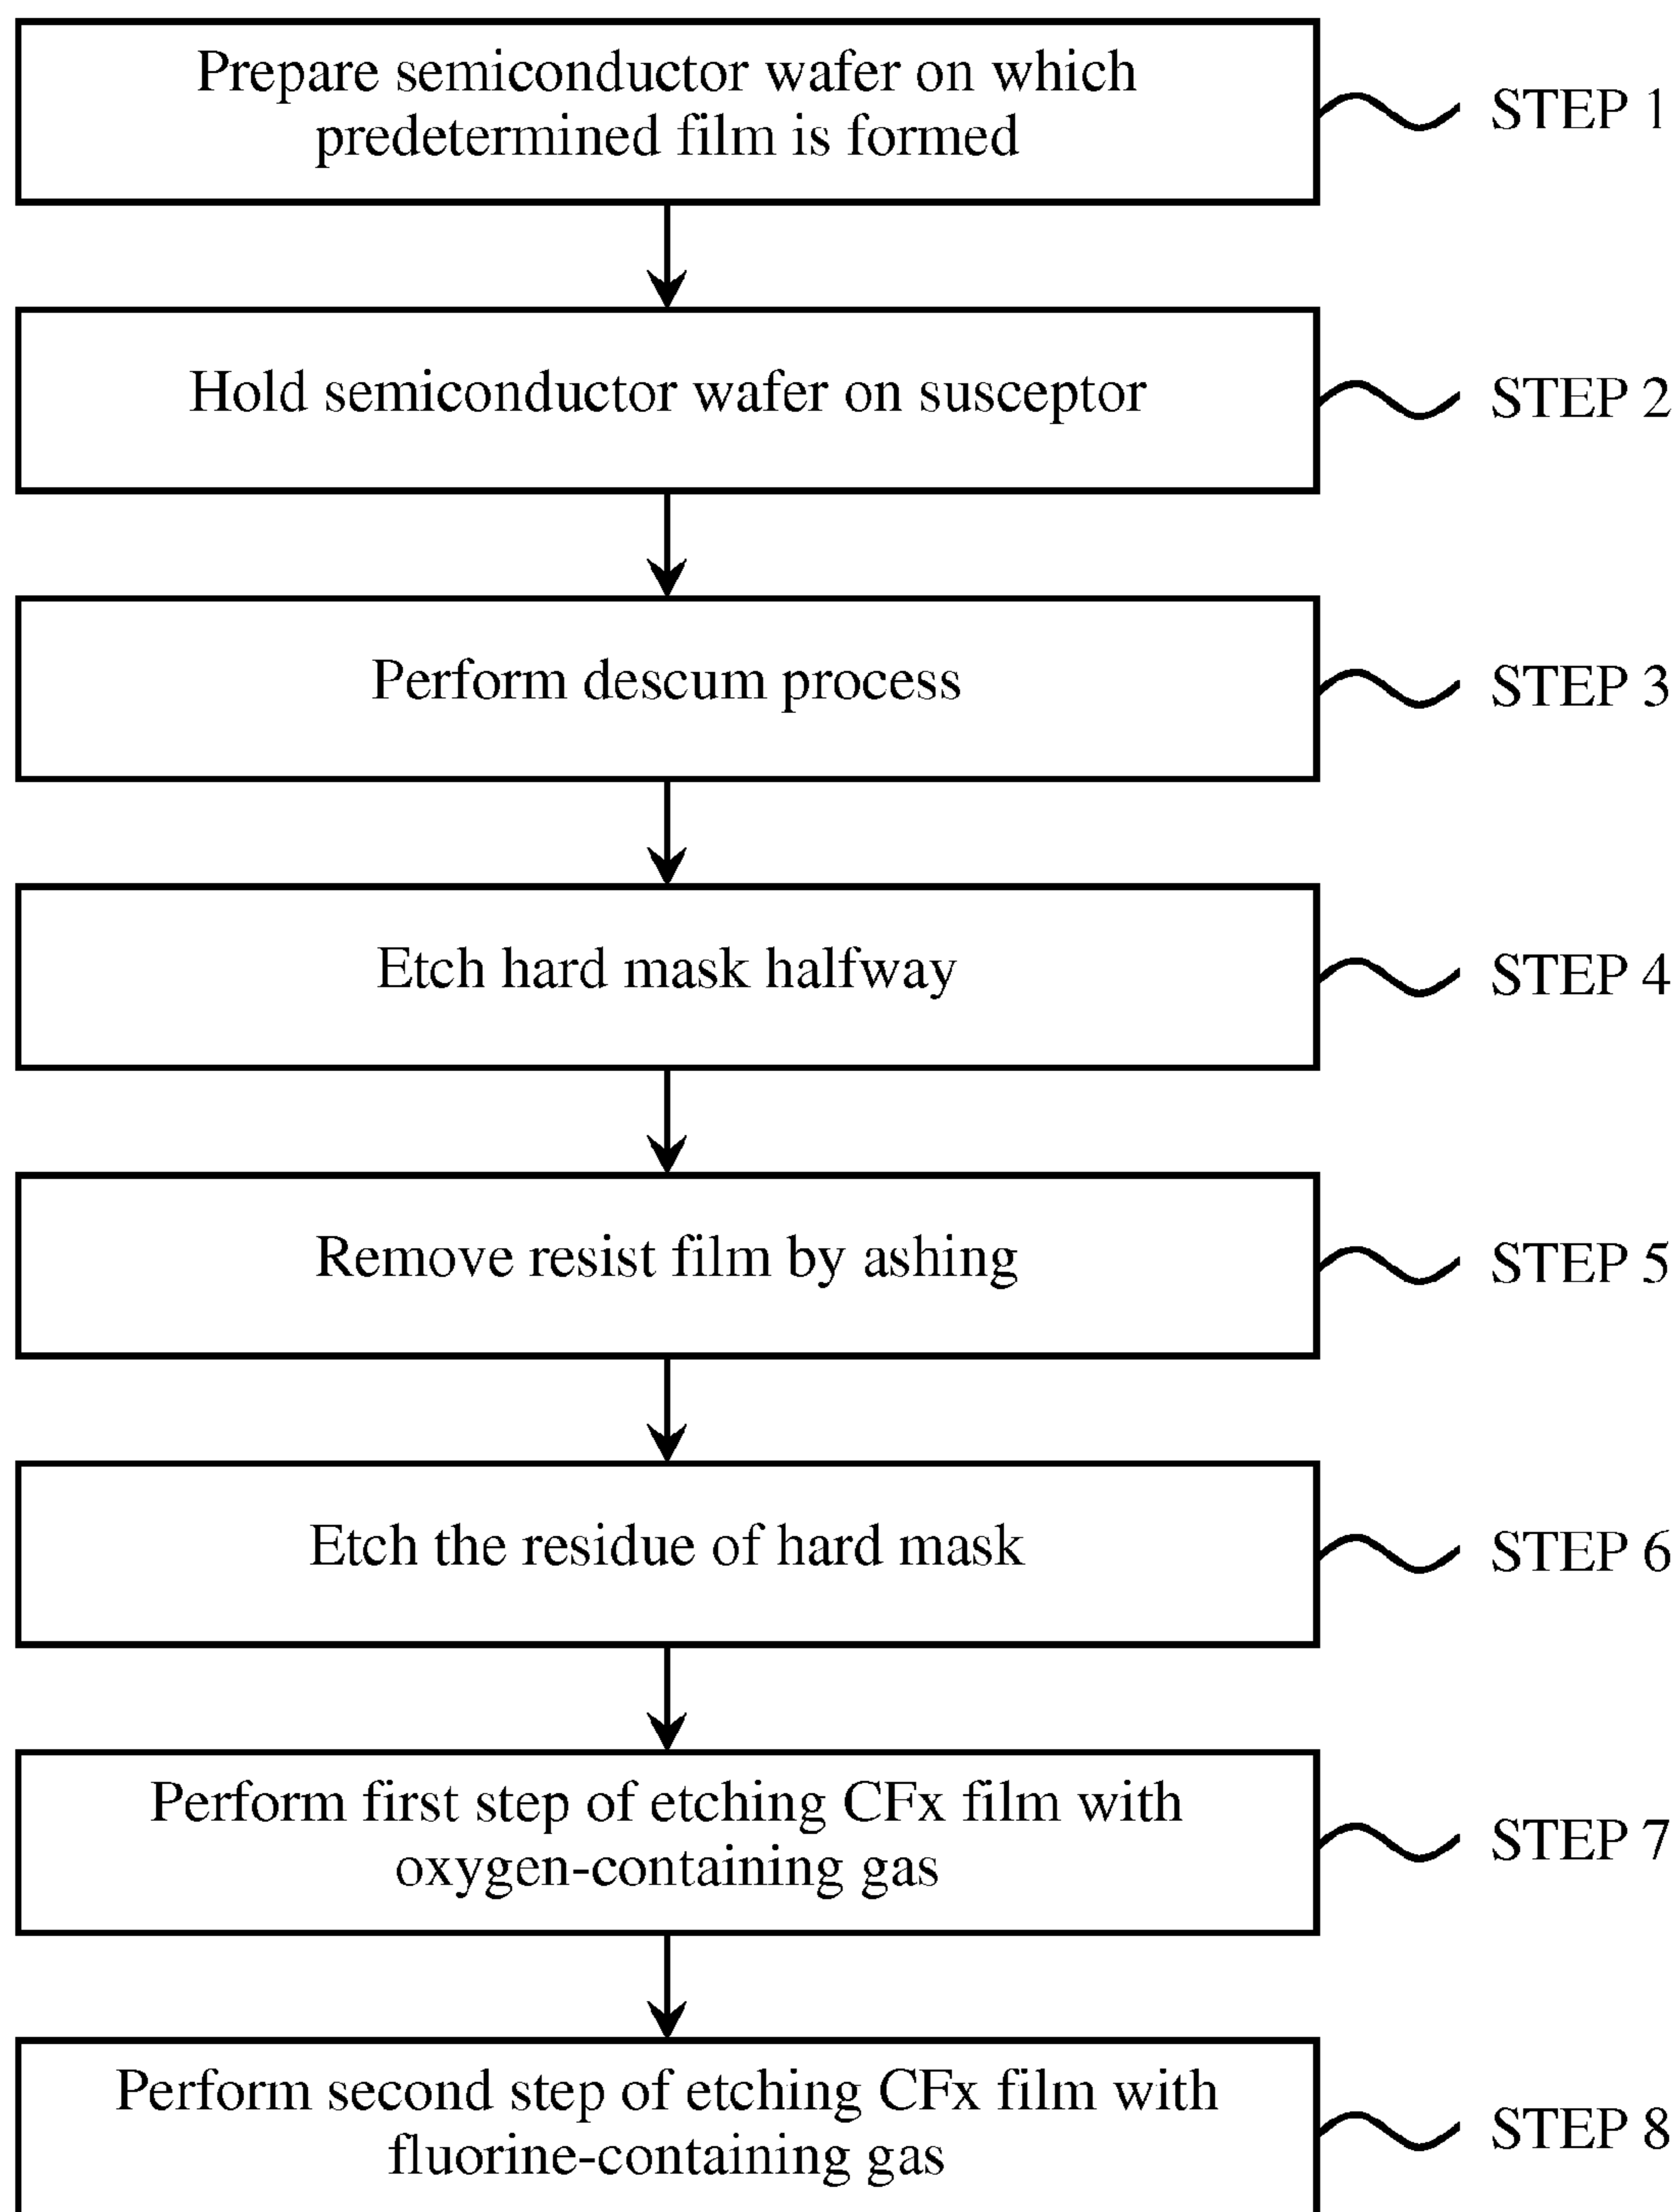 Prepare semiconductor wafer on which
predetermined film is formed
STEP 1
Hold semiconductor wafer on susceptor
STEP 2
Perform descum process
STEP 3
Etch hard mask halfway
STEP 4
Remove resist film by ashing
STEP 5
Etch the residue of hard mask
STEP 6
Perform first step of etching CFx film with
oxygen-containing gas
STEP 7
Perform second step of etching CFx film with
fluorine-containing gas
STEP 8